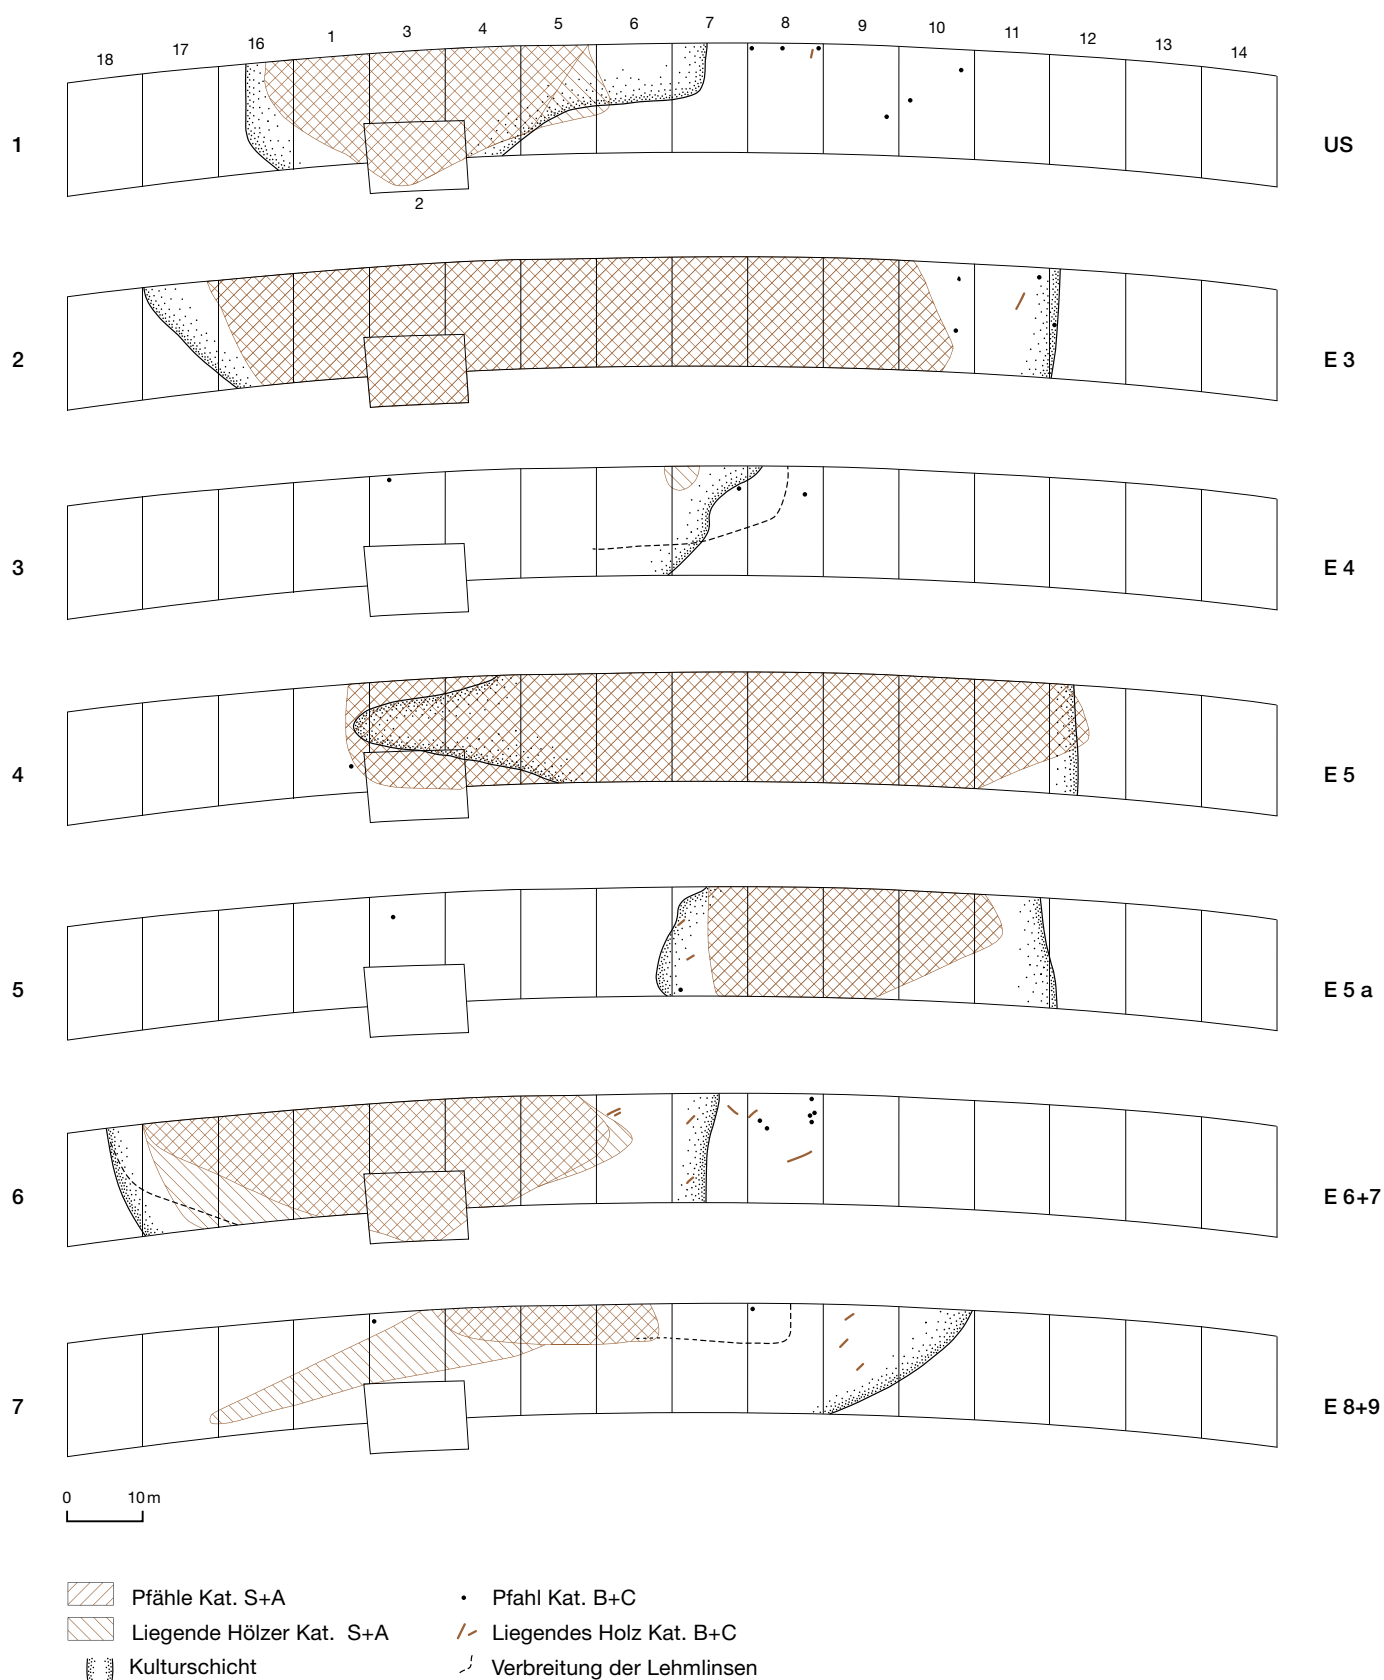 18 17 16 1 3 4 5 6 7 8 9 10 11 12 13 14
1 US
2
2 E 3
3 E 4
4 E 5
5 E 5 a
6 E 6+7
7 E 8+9
0 10 m
Pfähle Kat. S+A
Liegende Hölzer Kat. S+A
Kulturschicht
Pfahl Kat. B+C
Liegendes Holz Kat. B+C
Verbreitung der Lehmlinsen